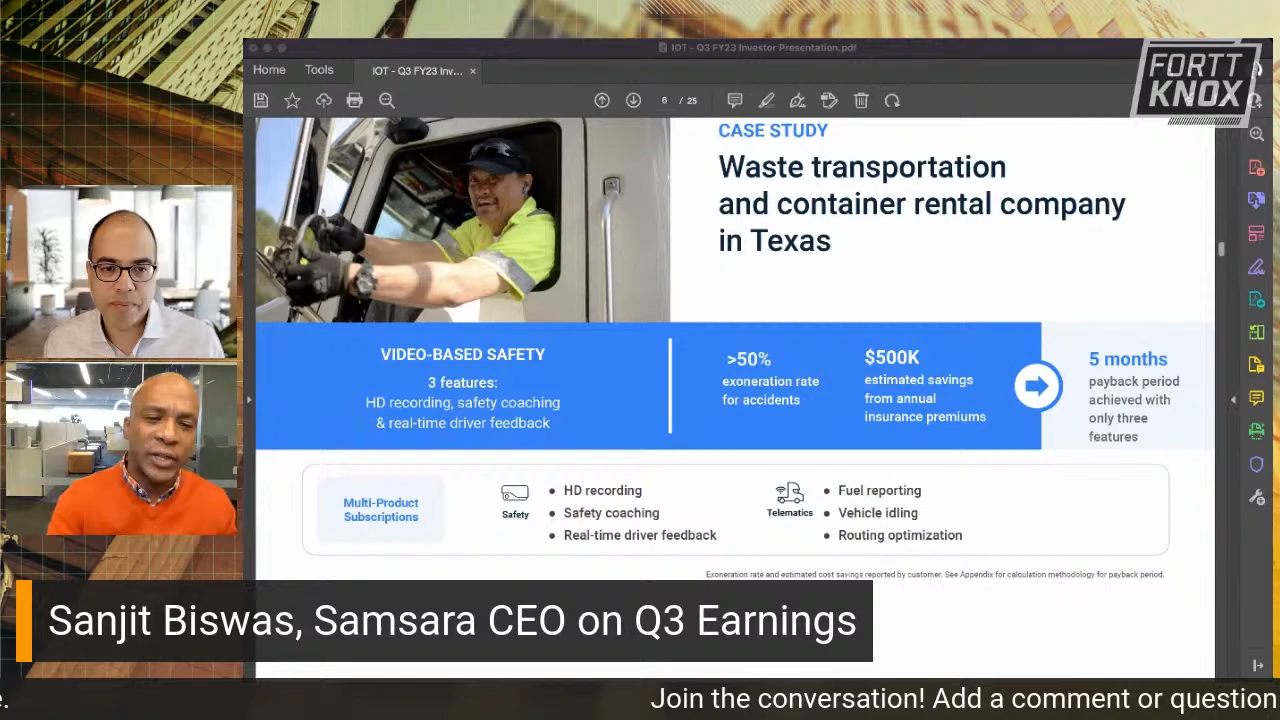 IOT - Q3 FY23 Investor Presentation.pdf
Home
Tools
IOT - Q3 FY23 Inv...
6 / 25
FORTT
KNOX
CASE STUDY
Waste transportation
and container rental company
in Texas
VIDEO-BASED SAFETY
3 features:
HD recording, safety coaching
& real-time driver feedback
>50%
exoneration rate
for accidents
$500K
estimated savings
from annual
insurance premiums
5 months
payback period
achieved with
only three
features
Multi-Product
Subscriptions
Safety
• HD recording
• Safety coaching
• Real-time driver feedback
Telematics
• Fuel reporting
• Vehicle idling
• Routing optimization
Exoneration rate and estimated cost savings reported by customer. See Appendix for calculation methodology for payback period.
Sanjit Biswas, Samsara CEO on Q3 Earnings
e.
Join the conversation! Add a comment or question